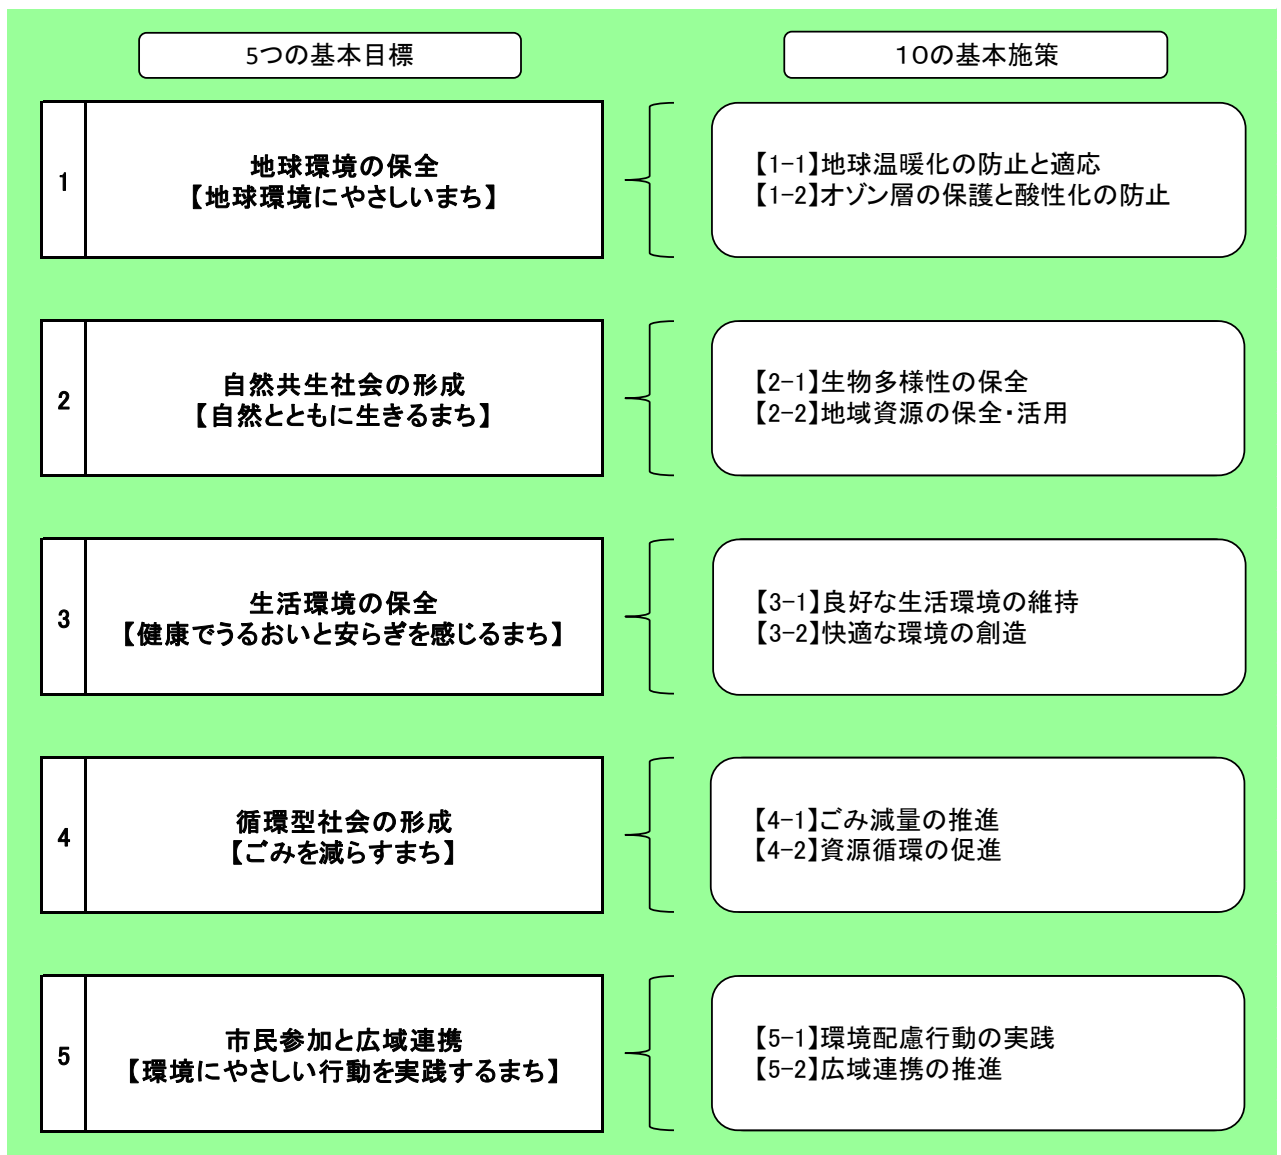 5つの基本目標
10の基本施策
1
地球環境の保全
【地球環境にやさしいまち】
【1-1】地球温暖化の防止と適応
【1-2】オゾン層の保護と酸性化の防止
2
自然共生社会の形成
【自然とともに生きるまち】
【2-1】生物多様性の保全
【2-2】地域資源の保全・活用
3
生活環境の保全
【健康でうるおいと安らぎを感じるまち】
【3-1】良好な生活環境の維持
【3-2】快適な環境の創造
4
循環型社会の形成
【ごみを減らすまち】
【4-1】ごみ減量の推進
【4-2】資源循環の促進
5
市民参加と広域連携
【環境にやさしい行動を実践するまち】
【5-1】環境配慮行動の実践
【5-2】広域連携の推進